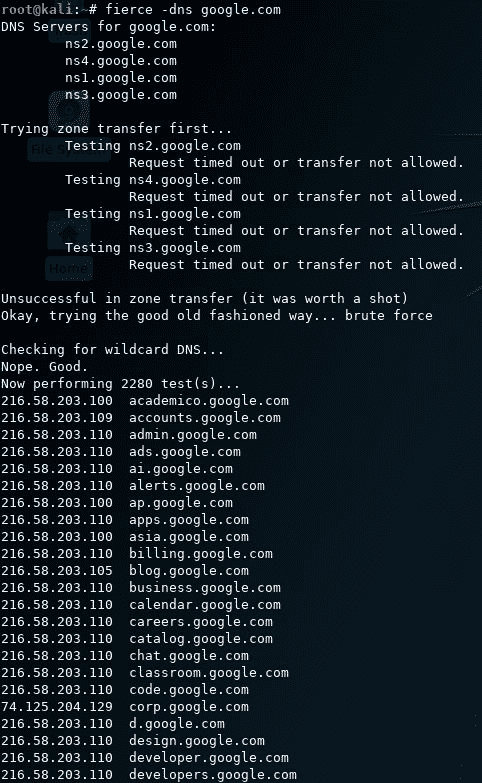 root@kali:~# fierce -dns google.com
DNS Servers for google.com:
ns2.google.com
ns4.google.com
ns1.google.com
ns3.google.com
Trying zone transfer first...
Testing ns2.google.com
File System
Request timed out or transfer not allowed.
Testing ns4.google.com
Request timed out or transfer not allowed.
Testing ns1.google.com
Request timed out or transfer not allowed.
Testing ns3.google.com
Request timed out or transfer not allowed.
Home
Unsuccessful in zone transfer (it was worth a shot)
Okay, trying the good old fashioned way... brute force
Checking for wildcard DNS...
Nope. Good.
Now performing 2280 test(s)...
216.58.203.100 academico.google.com
216.58.203.109 accounts.google.com
216.58.203.110 admin.google.com
216.58.203.110 ads.google.com
216.58.203.110 ai.google.com
216.58.203.110 alerts.google.com
216.58.203.100 ap.google.com
216.58.203.110 apps.google.com
216.58.203.100 asia.google.com
216.58.203.110 billing.google.com
216.58.203.105 blog.google.com
216.58.203.110 business.google.com
216.58.203.110 calendar.google.com
216.58.203.110 careers.google.com
216.58.203.110 catalog.google.com
216.58.203.110 chat.google.com
216.58.203.110 classroom.google.com
216.58.203.110 code.google.com
74.125.204.129 corp.google.com
216.58.203.110 d.google.com
216.58.203.110 design.google.com
216.58.203.110 developer.google.com
216.58.203.110 developers.google.com